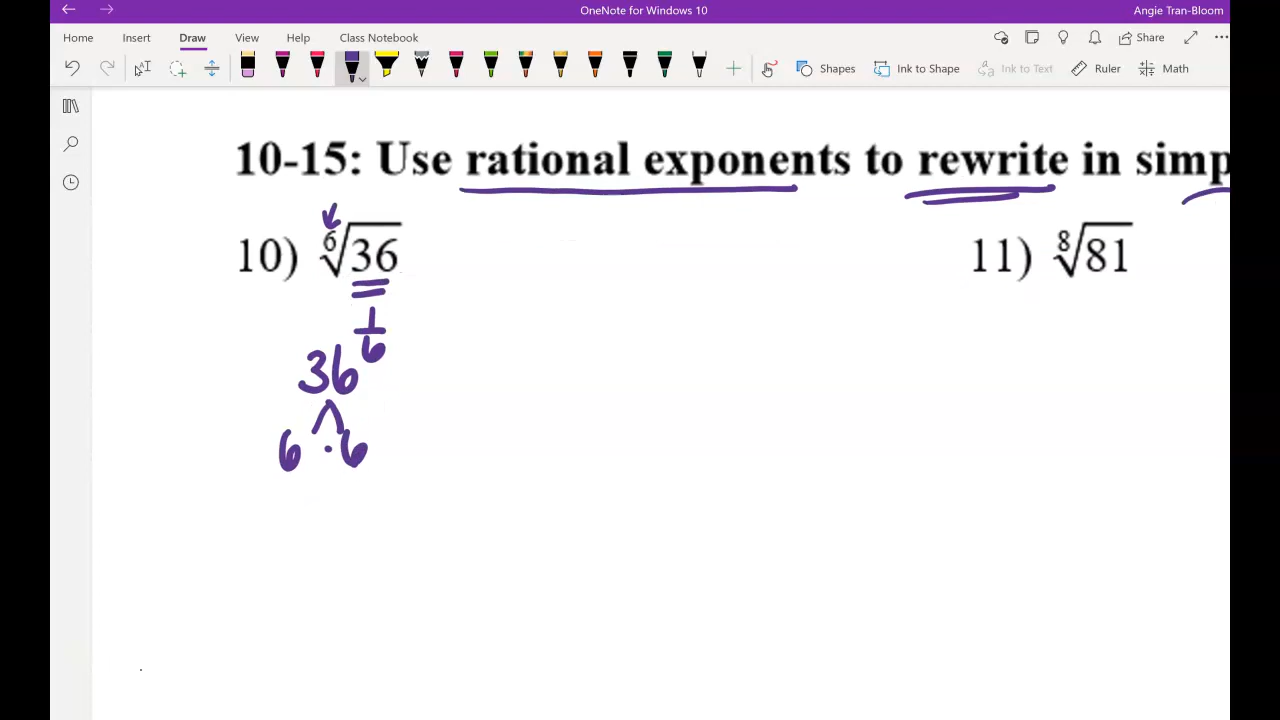 OneNote for Windows 10
Angie Tran-Bloom
Home Insert Draw View Help Class Notebook
Share
Shapes Ink to Shape Ink to Text Ruler Math
10-15: Use rational exponents to rewrite in simp
10) ⁶√36 11) ⁸√81
1
6
36
6 · 6